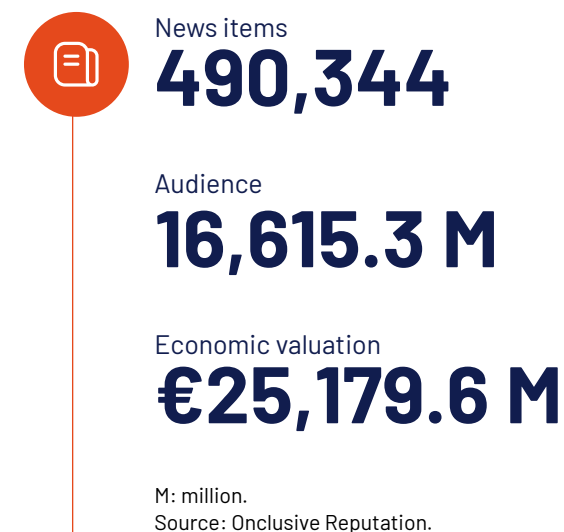 News items
490,344
Audience
16,615.3 M
Economic valuation
€25,179.6 M
M: million.
Source: Onclusive Reputation.